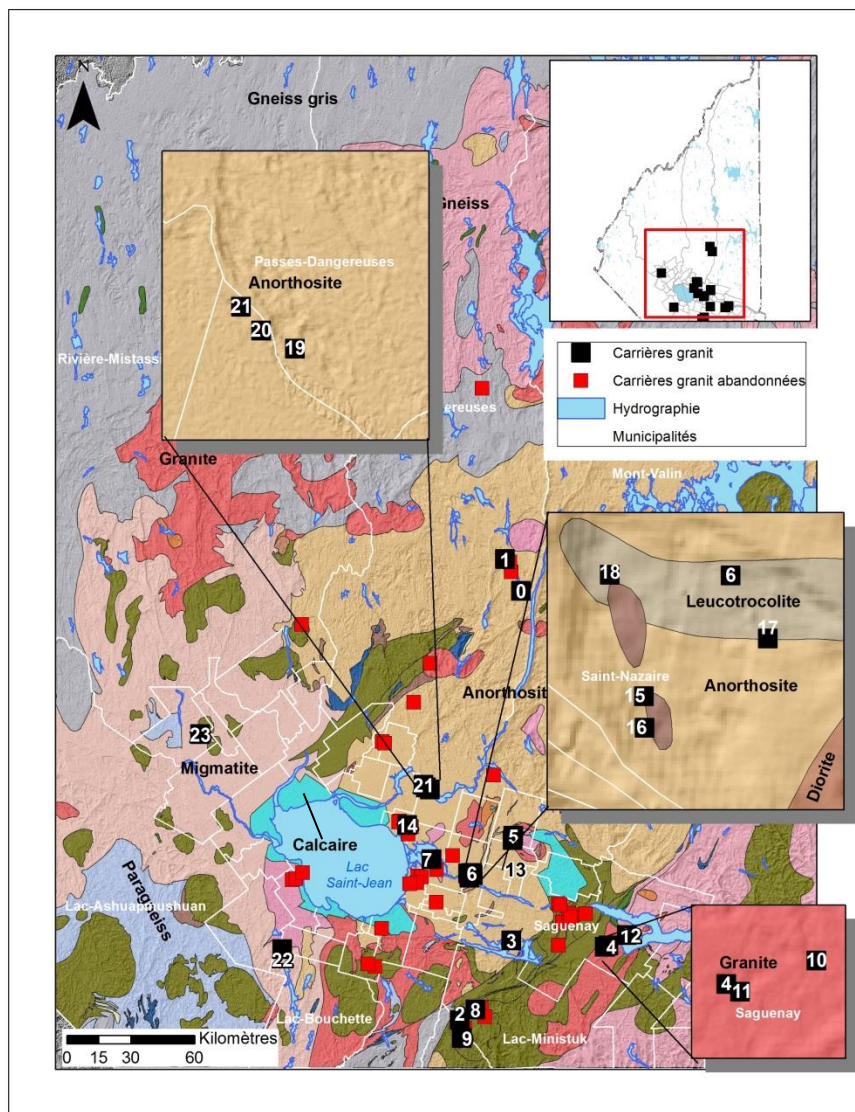 N
Gneiss gris
Gneiss
Passes-Dangereuses
Anorthosite
21
20
19
Rivière-Mistass
Carrières granit
Carrières granit abandonnées
Hydrographie
Municipalités
ereuses
Granite
Mont-Valin
1
0
18
6
Leucotrocolite
17
Saint-Nazaire
15
Anorthosite
16
Diorite
Anorthosit
23
Migmatite
21
14
5
Calcaire
7
13
6
Lac
Saint-Jean
Paragneiss
Lac-Ashuapmushuan
Saguenay
12
3
4
22
Granite
10
4
11
Saguenay
Lac-Bouchette
2
8
9
Lac-Ministuk
Kilomètres
0 15 30 60